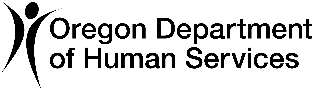 Oregon Department
of Human Services